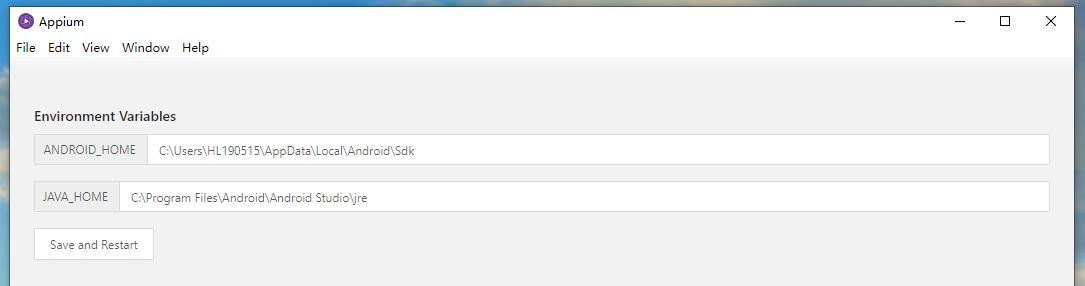 Appium
File Edit View Window Help
Environment Variables
ANDROID_HOME C:\Users\HL190515\AppData\Local\Android\Sdk
JAVA_HOME C:\Program Files\Android\Android Studio\jre
Save and Restart